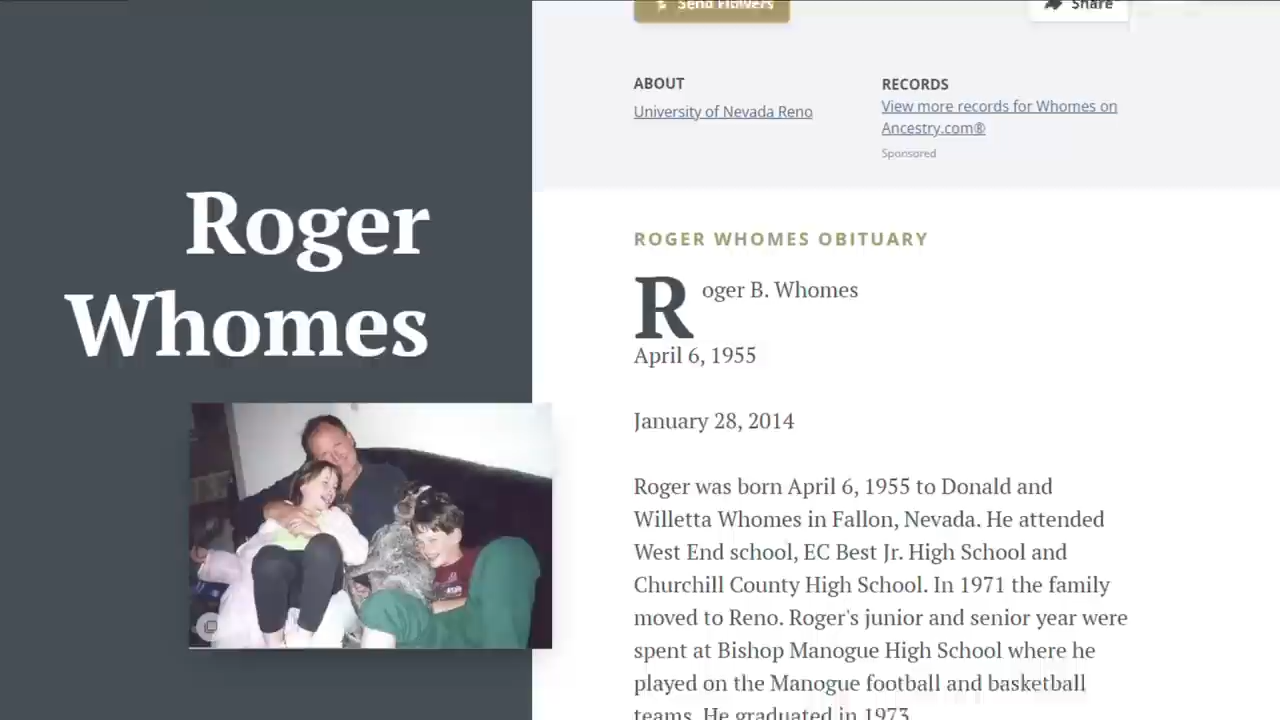 Send Flowers
Share
ABOUT
University of Nevada Reno
RECORDS
View more records for Whomes on
Ancestry.com®
Sponsored
Roger
Whomes
ROGER WHOMES OBITUARY
Roger B. Whomes
April 6, 1955
January 28, 2014
Roger was born April 6, 1955 to Donald and
Willetta Whomes in Fallon, Nevada. He attended
West End school, EC Best Jr. High School and
Churchill County High School. In 1971 the family
moved to Reno. Roger's junior and senior year were
spent at Bishop Manogue High School where he
played on the Manogue football and basketball
teams. He graduated in 1973.